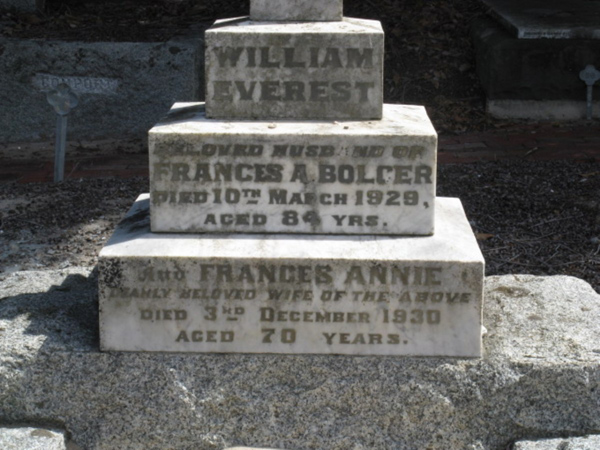 WILLIAM
EVEREST
BELOVED HUSBAND OF
FRANCES A. BOLGER
DIED 10TH MARCH 1929,
AGED 84 YRS.
AND FRANCES ANNIE
DEARLY BELOVED WIFE OF THE ABOVE
DIED 3RD DECEMBER 1930
AGED 70 YEARS.